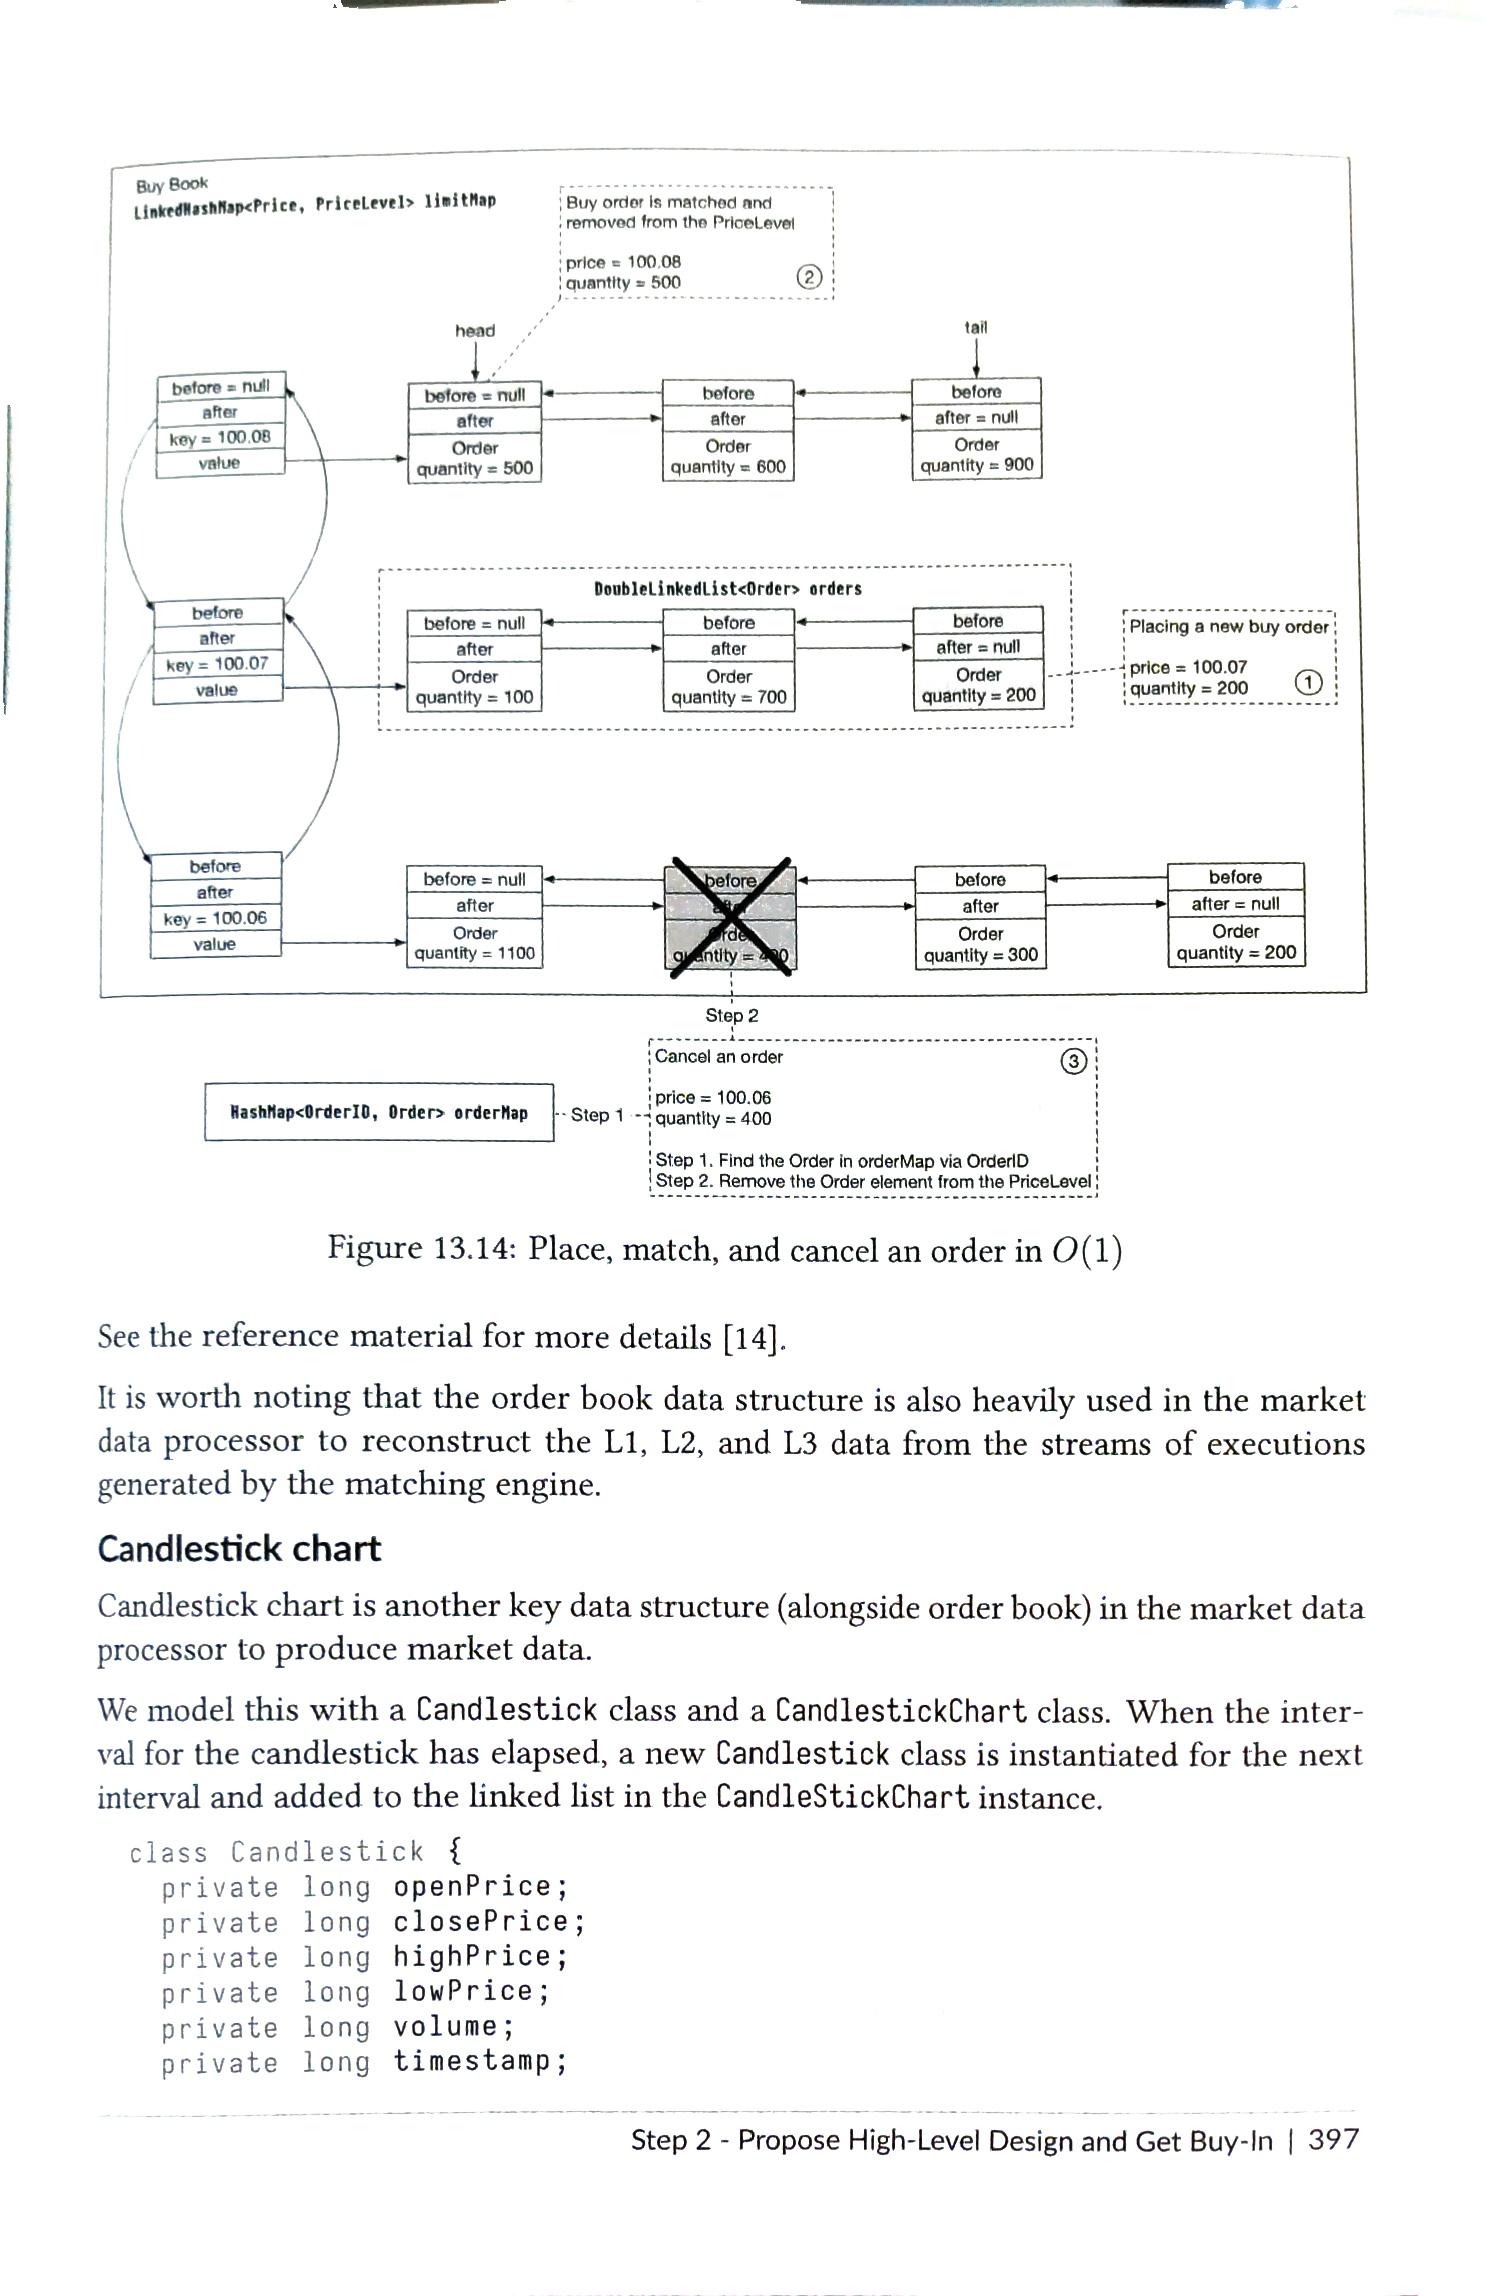 Buy Book
LinkedHashMap<Price, PriceLevel> limitMap
Buy order is matched and
removed from the PriceLevel
price = 100.08
quantity = 500
2
head
tail
before = null
after
key = 100.08
value
before = null
after
Order
quantity = 500
before
after
Order
quantity = 600
before
after = null
Order
quantity = 900
DoubleLinkedList<Order> orders
before
after
key = 100.07
value
before = null
after
Order
quantity = 100
before
after
Order
quantity = 700
before
after = null
Order
quantity = 200
Placing a new buy order
price = 100.07
quantity = 200
1
before
after
key = 100.06
value
before = null
after
Order
quantity = 1100
before
after
Order
quantity = 400
before
after
Order
quantity = 300
before
after = null
Order
quantity = 200
Step 2
Cancel an order
3
price = 100.06
quantity = 400
HashMap<OrderID, Order> orderMap
Step 1
Step 1. Find the Order in orderMap via OrderID
Step 2. Remove the Order element from the PriceLevel
Figure 13.14: Place, match, and cancel an order in O(1)
See the reference material for more details [14].
It is worth noting that the order book data structure is also heavily used in the market
data processor to reconstruct the L1, L2, and L3 data from the streams of executions
generated by the matching engine.
Candlestick chart
Candlestick chart is another key data structure (alongside order book) in the market data
processor to produce market data.
We model this with a Candlestick class and a CandlestickChart class. When the inter-
val for the candlestick has elapsed, a new Candlestick class is instantiated for the next
interval and added to the linked list in the CandleStickChart instance.
class Candlestick {
private long openPrice;
private long closePrice;
private long highPrice;
private long lowPrice;
private long volume;
private long timestamp;
Step 2 - Propose High-Level Design and Get Buy-In | 397